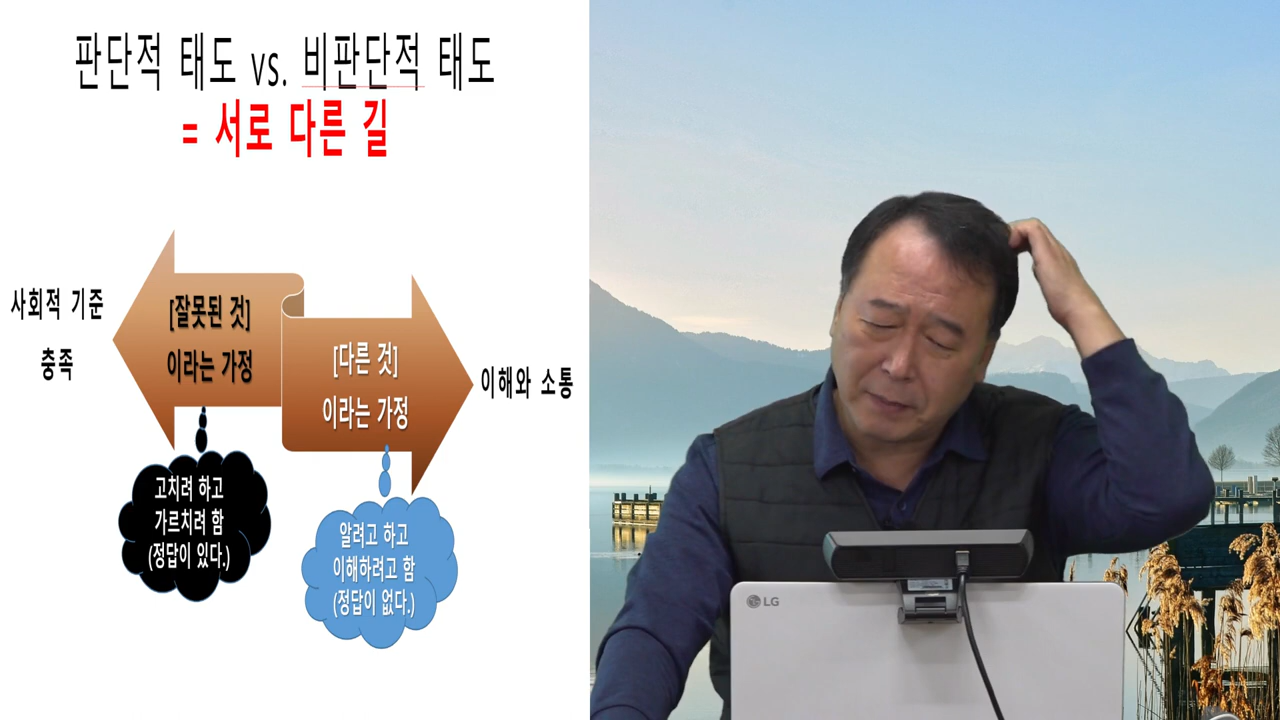 판단적 태도 vs. 비판단적 태도
= 서로 다른 길
사회적 기준
충족
[잘못된 것]
이라는 가정
[다른 것]
이라는 가정
이해와 소통
고치려 하고
가르치려 함
(정답이 있다.)
알려고 하고
이해하려고 함
(정답이 없다.)
LG